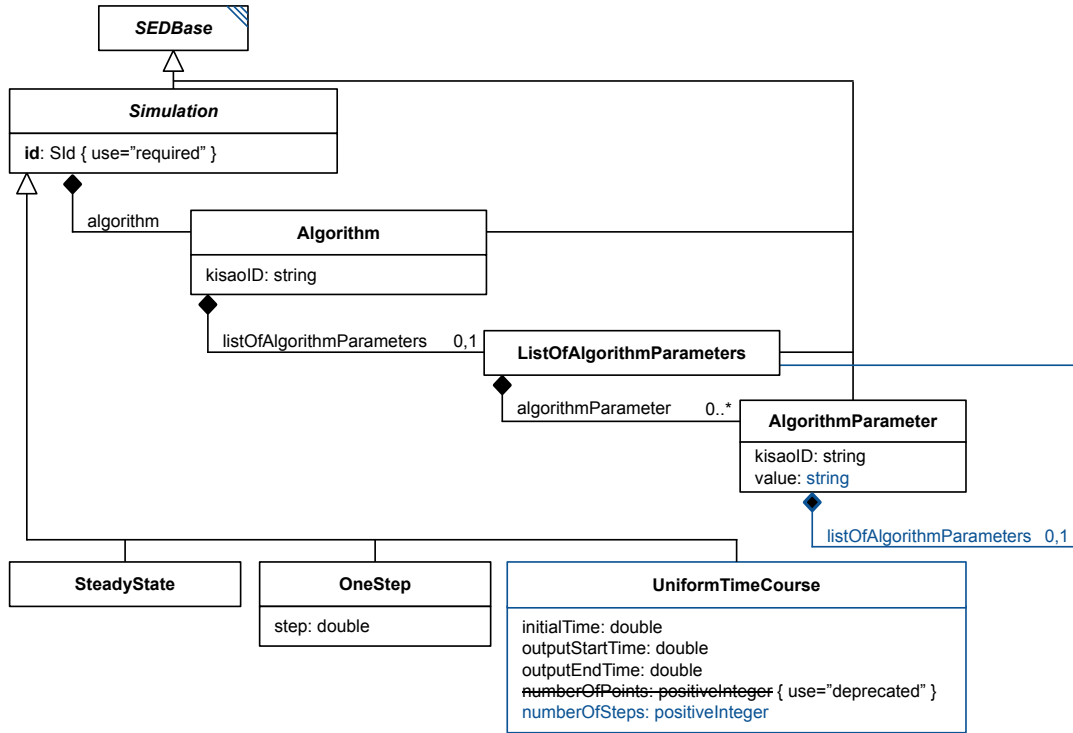 SEDBase
Simulation
id: SId { use=”required” }
algorithm
Algorithm
kisaoID: string
listOfAlgorithmParameters 0,1
ListOfAlgorithmParameters
algorithmParameter 0..*
AlgorithmParameter
kisaoID: string
value: string
listOfAlgorithmParameters 0,1
SteadyState
OneStep
step: double
UniformTimeCourse
initialTime: double
outputStartTime: double
outputEndTime: double
numberOfPoints: positiveInteger { use=”deprecated” }
numberOfSteps: positiveInteger